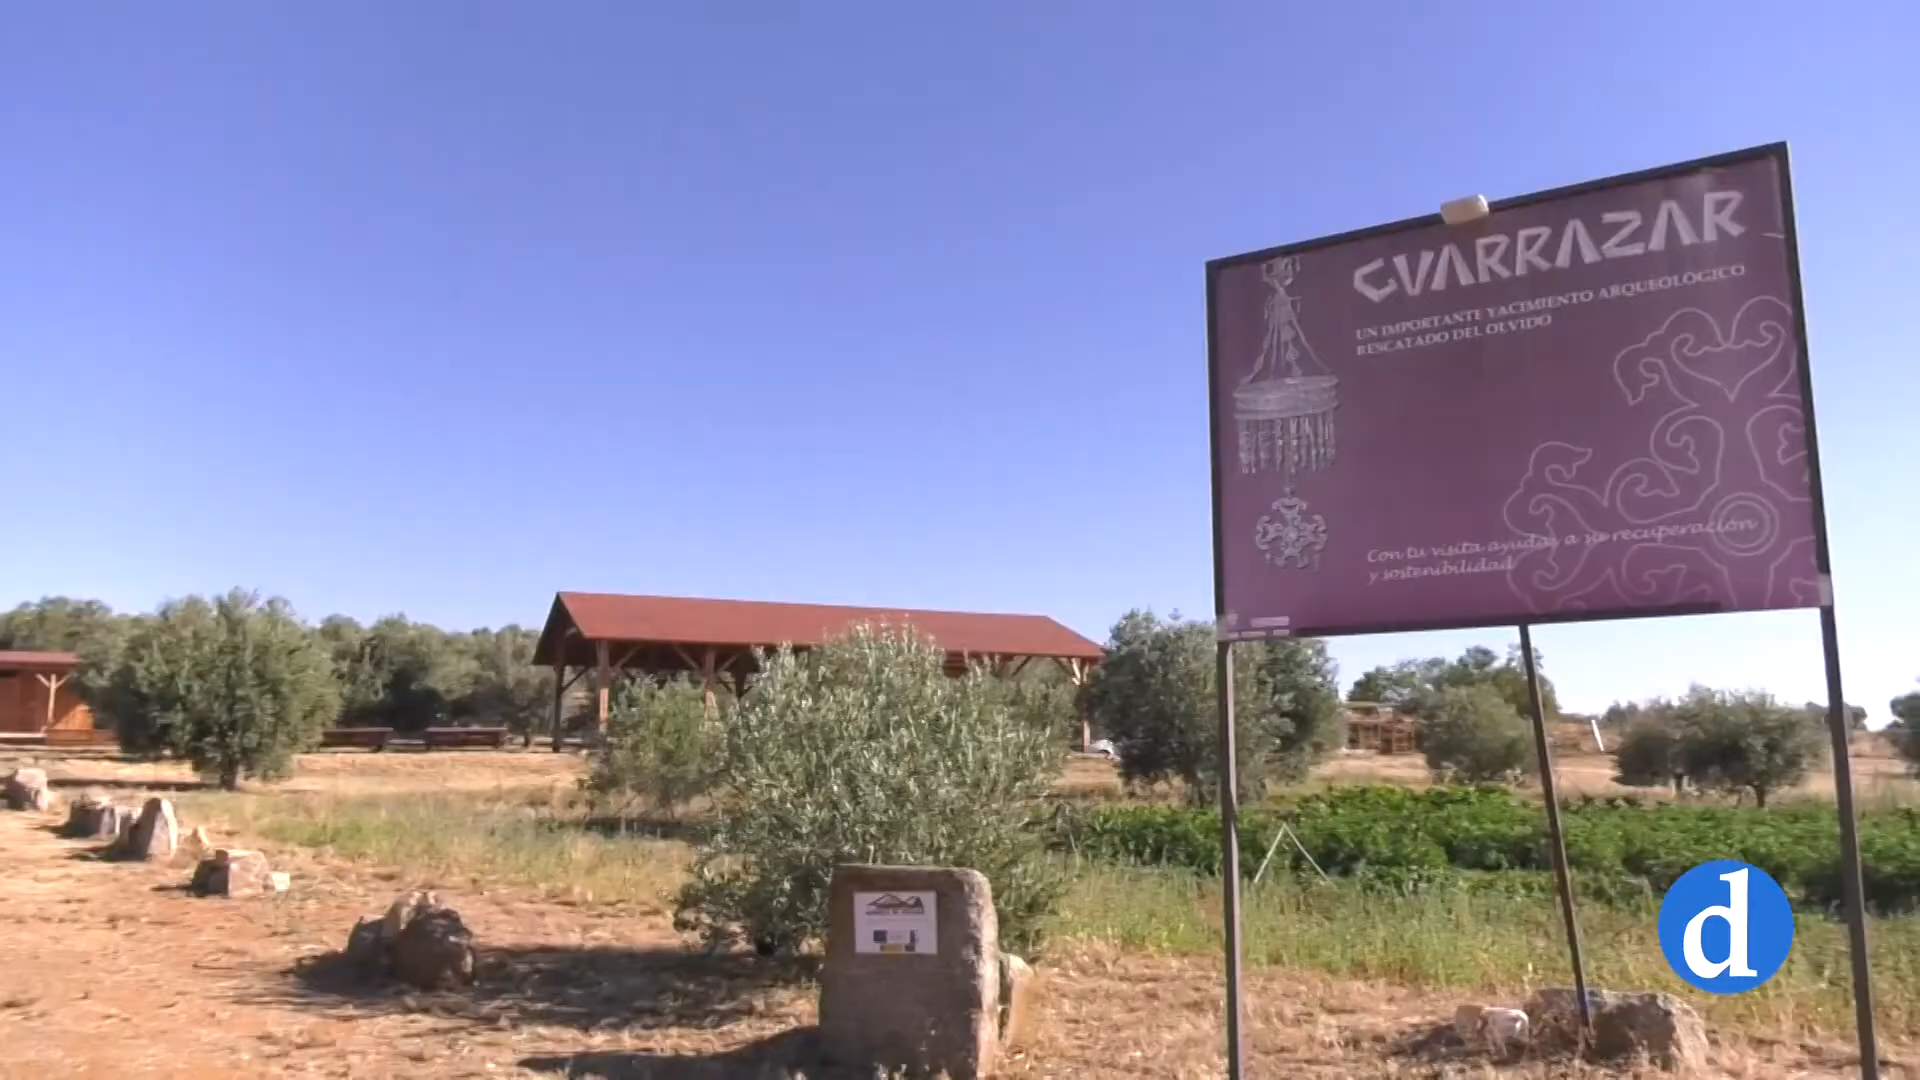 GVARRAZAR
UN IMPORTANTE YACIMIENTO ARQUEOLÓGICO
RESCATADO DEL OLVIDO
Con tu visita ayudas a su recuperación
y sostenibilidad
d